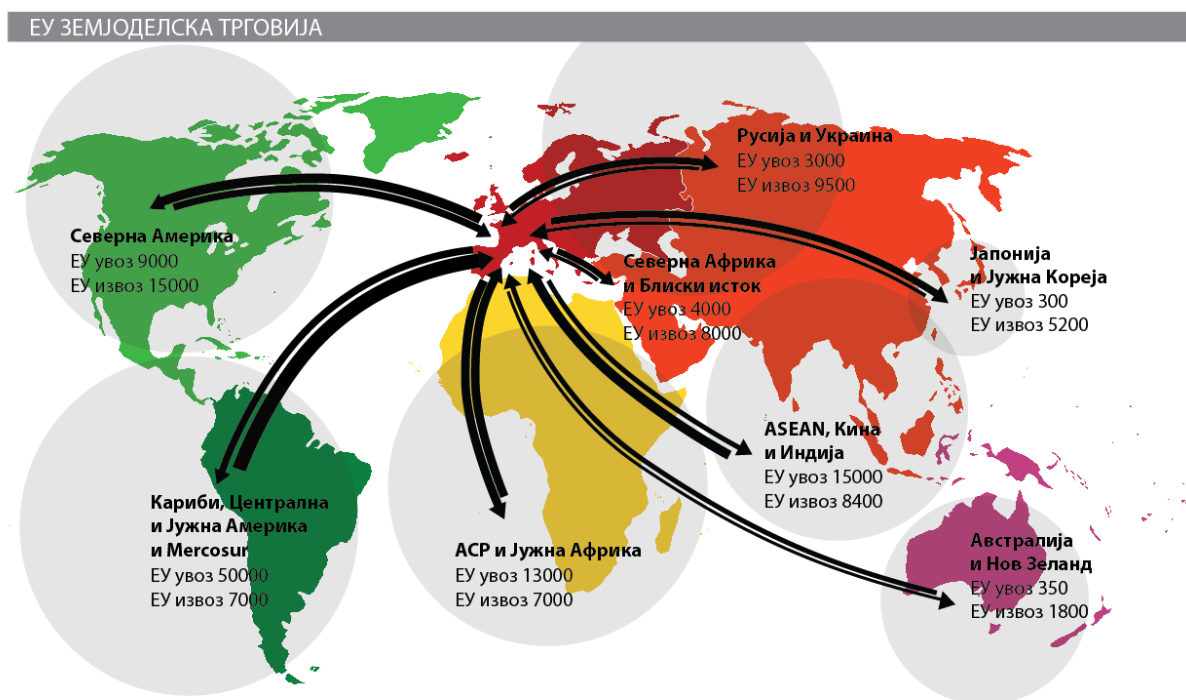 ЕУ ЗЕМЈОДЕЛСКА ТРГОВИЈА
Русија и Украина
ЕУ увоз 3000
ЕУ извоз 9500
Северна Америка
ЕУ увоз 9000
ЕУ извоз 15000
Северна Африка
и Блиски исток
ЕУ увоз 4000
ЕУ извоз 8000
Јапонија
и Јужна Кореја
ЕУ увоз 300
ЕУ извоз 5200
ASEAN, Кина
и Индија
ЕУ увоз 15000
ЕУ извоз 8400
Кариби, Централна
и Јужна Америка
и Mercosur
ЕУ увоз 50000
ЕУ извоз 7000
АСР и Јужна Африка
ЕУ увоз 13000
ЕУ извоз 7000
Австралија
и Нов Зеланд
ЕУ увоз 350
ЕУ извоз 1800